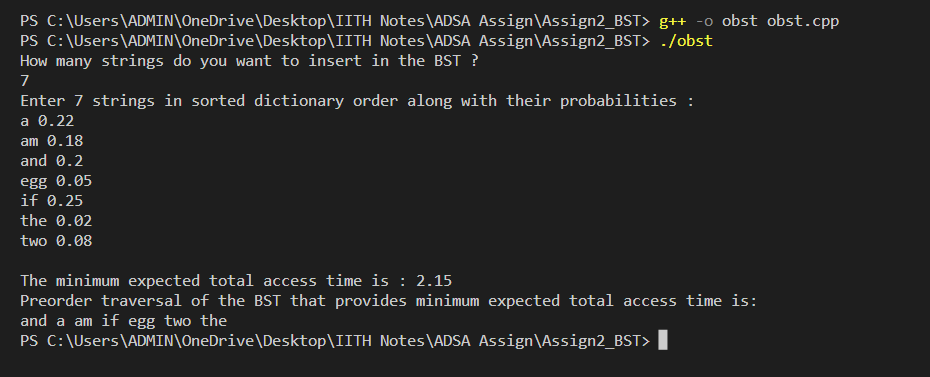 PS C:\Users\ADMIN\OneDrive\Desktop\IITH Notes\ADSA Assign\Assign2_BST> g++ -o obst obst.cpp
PS C:\Users\ADMIN\OneDrive\Desktop\IITH Notes\ADSA Assign\Assign2_BST> ./obst
How many strings do you want to insert in the BST ?
7
Enter 7 strings in sorted dictionary order along with their probabilities :
a 0.22
am 0.18
and 0.2
egg 0.05
if 0.25
the 0.02
two 0.08
The minimum expected total access time is : 2.15
Preorder traversal of the BST that provides minimum expected total access time is:
and a am if egg two the
PS C:\Users\ADMIN\OneDrive\Desktop\IITH Notes\ADSA Assign\Assign2_BST>